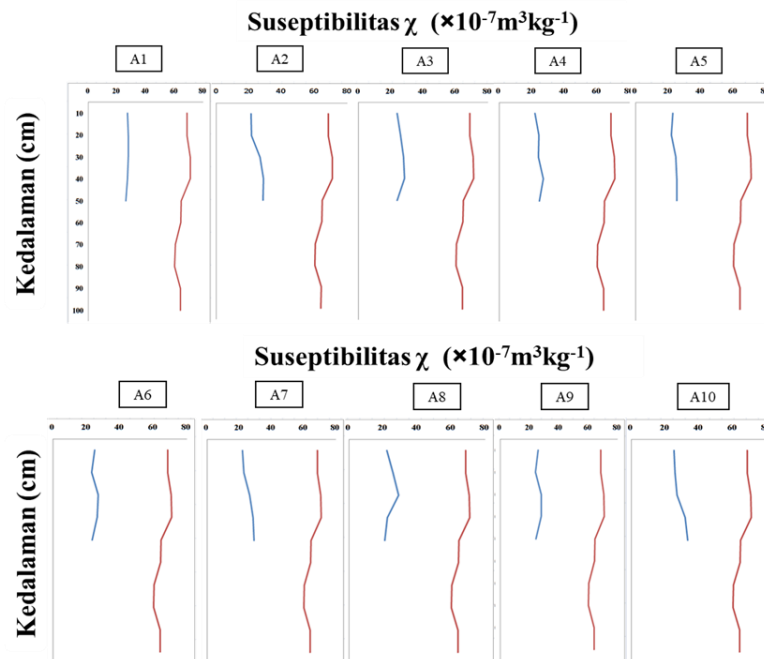 Suseptibilitas χ (×10⁻⁷m³kg⁻¹)
A1 A2 A3 A4 A5
0 20 40 60 80 0 20 40 60 80 0 20 40 60 80 0 20 40 60 80 0 20 40 60 80
Kedalaman (cm)
10
20
30
40
50
60
70
80
90
100
Suseptibilitas χ (×10⁻⁷m³kg⁻¹)
A6 A7 A8 A9 A10
0 20 40 60 80 0 20 40 60 80 0 20 40 60 80 0 20 40 60 80 0 20 40 60 80
Kedalaman (cm)